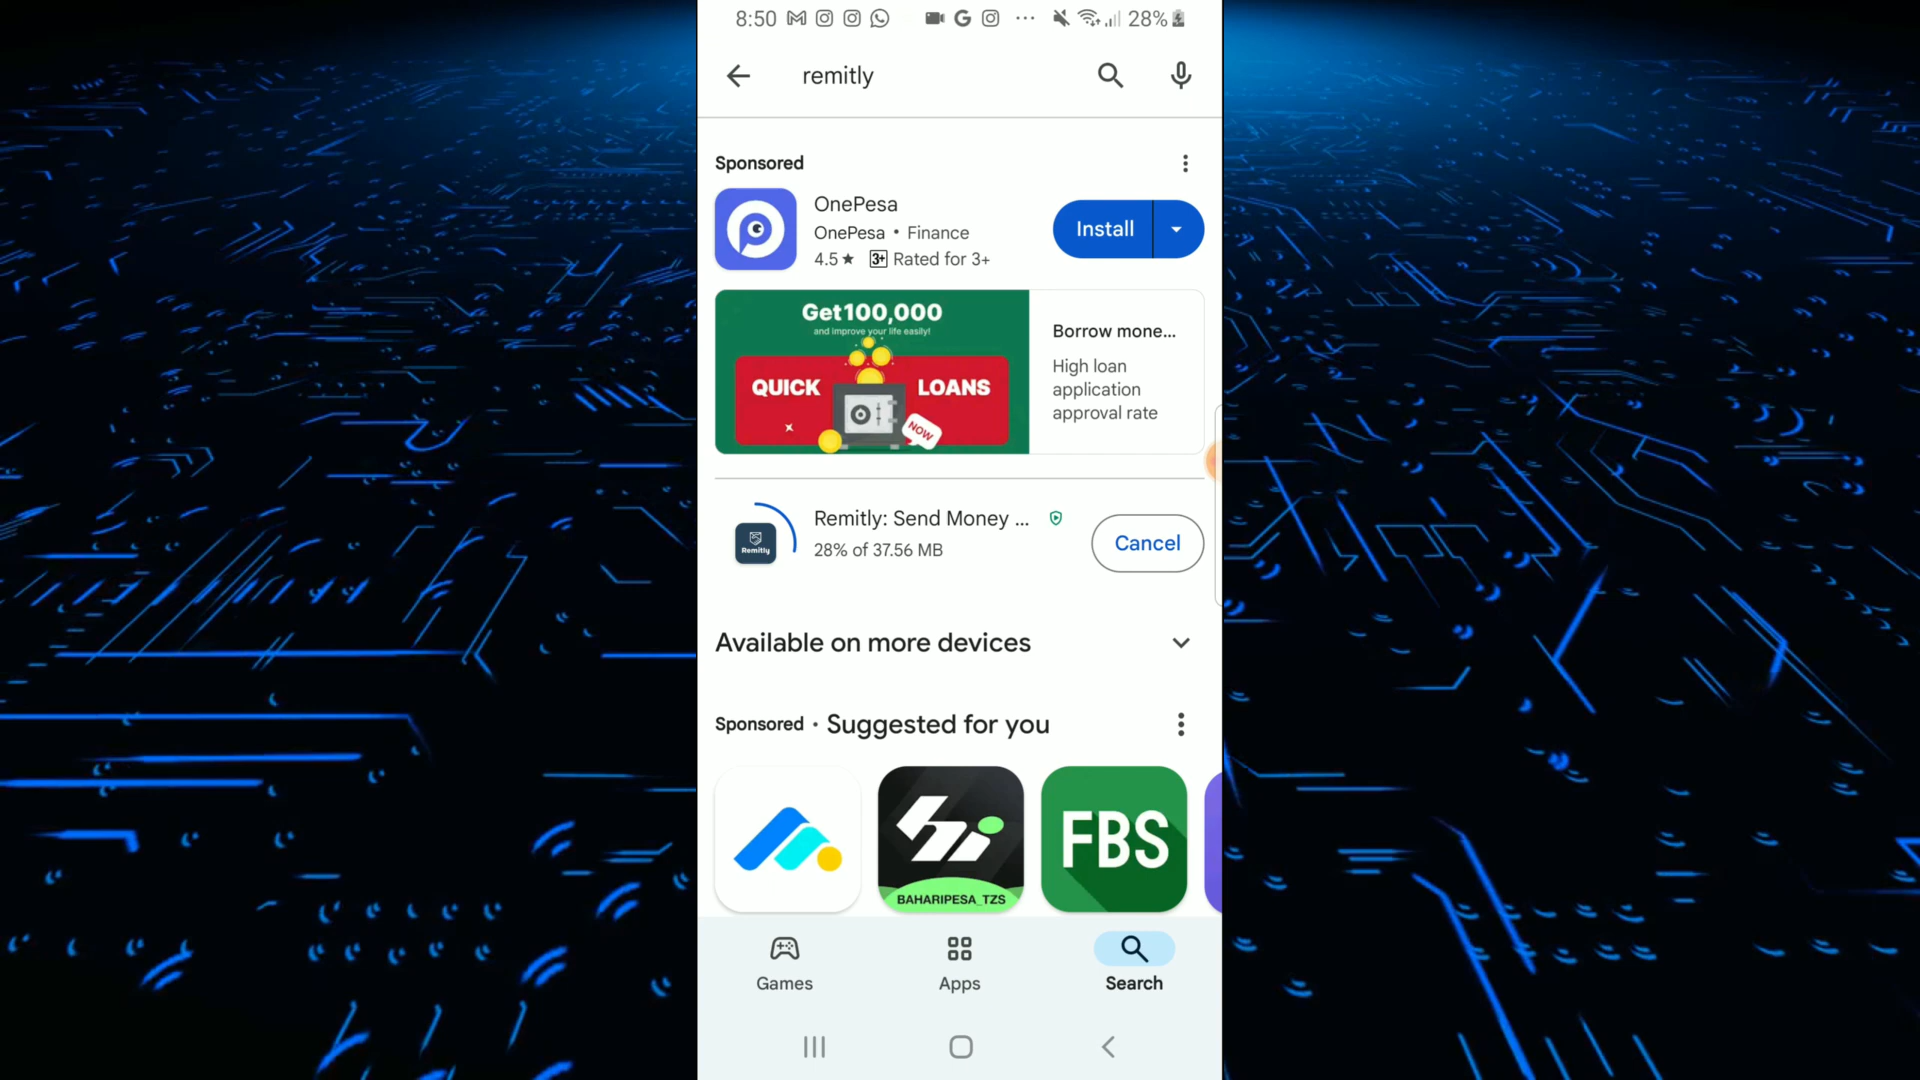 8:50
28%
remitly
Sponsored
OnePesa
OnePesa • Finance
4.5★ 3+ Rated for 3+
Install
Get100,000
and improve your life easily!
QUICK LOANS
NOW
Borrow mone...
High loan
application
approval rate
Remitly
Remitly: Send Money ...
28% of 37.56 MB
Cancel
Available on more devices
Sponsored • Suggested for you
BAHARIPESA_TZS
FBS
Games
Apps
Search